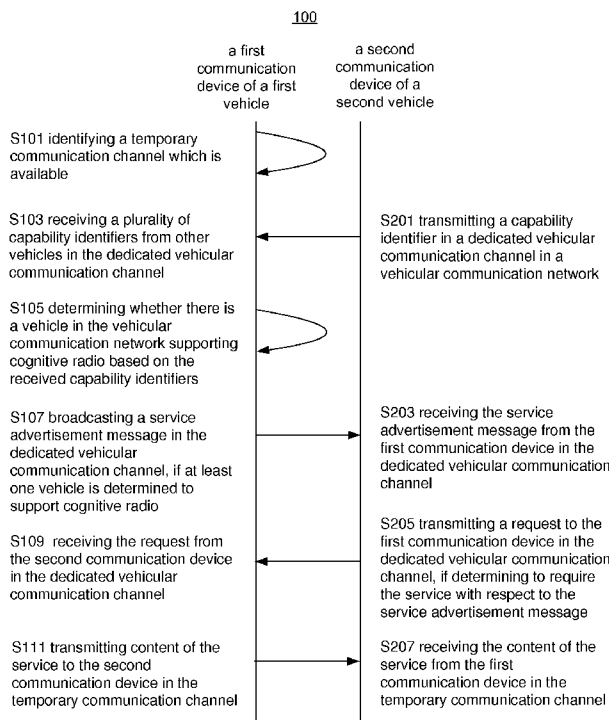 100
a first
communication
device of a first
vehicle
a second
communication
device of a
second vehicle
S101 identifying a temporary
communication channel which is
available
S103 receiving a plurality of
capability identifiers from other
vehicles in the dedicated vehicular
communication channel
S201 transmitting a capability
identifier in a dedicated vehicular
communication channel in a
vehicular communication network
S105 determining whether there is
a vehicle in the vehicular
communication network supporting
cognitive radio based on the
received capability identifiers
S107 broadcasting a service
advertisement message in the
dedicated vehicular
communication channel, if at least
one vehicle is determined to
support cognitive radio
S203 receiving the service
advertisement message from the
first communication device in the
dedicated vehicular communication
channel
S109 receiving the request from
the second communication device
in the dedicated vehicular
communication channel
S205 transmitting a request to the
first communication device in the
dedicated vehicular communication
channel, if determining to require
the service with respect to the
service advertisement message
S111 transmitting content of the
service to the second
communication device in the
temporary communication channel
S207 receiving the content of the
service from the first
communication device in the
temporary communication channel